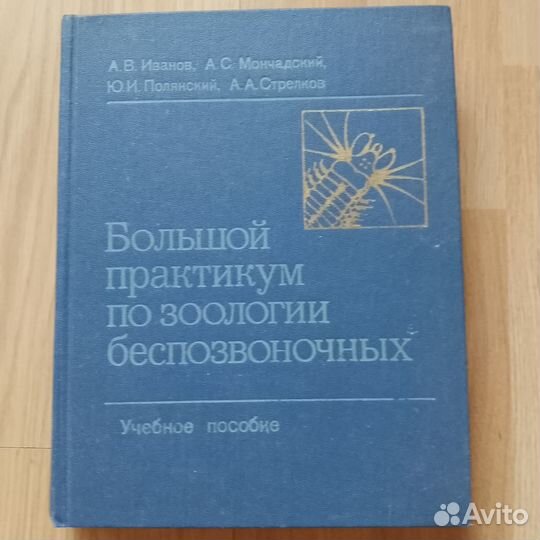 А. В. Иванов, А. С. Мончадский,
Ю. И. Полянский, А. А. Стрелков
Большой
практикум
по зоологии
беспозвоночных
Учебное пособие
Avito